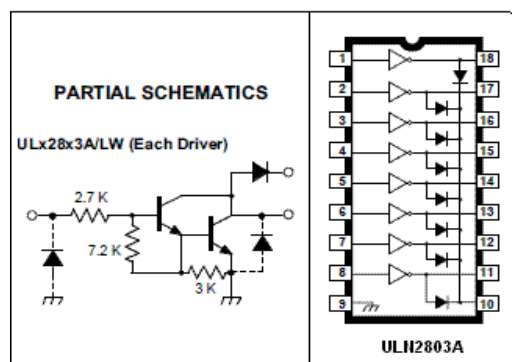 PARTIAL SCHEMATICS
ULx28x3A/LW (Each Driver)
2.7 K
7.2 K
3 K
1 18
2 17
3 16
4 15
5 14
6 13
7 12
8 11
9 10
ULN2803A